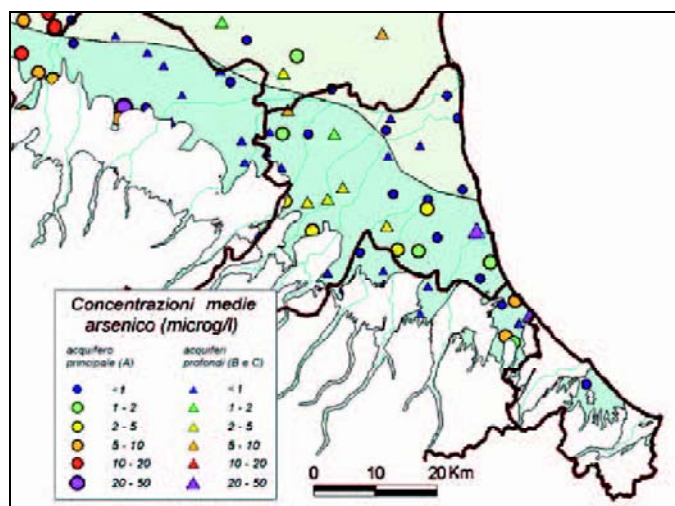 Concentrazioni medie
arsenico (microg/l)
acquifero acquiferi
principale (A) profondi (B e C)
<1 <1
1 - 2 1 - 2
2 - 5 2 - 5
5 - 10 5 - 10
10 - 20 10 - 20
20 - 50 20 - 50
0 10 20 Km